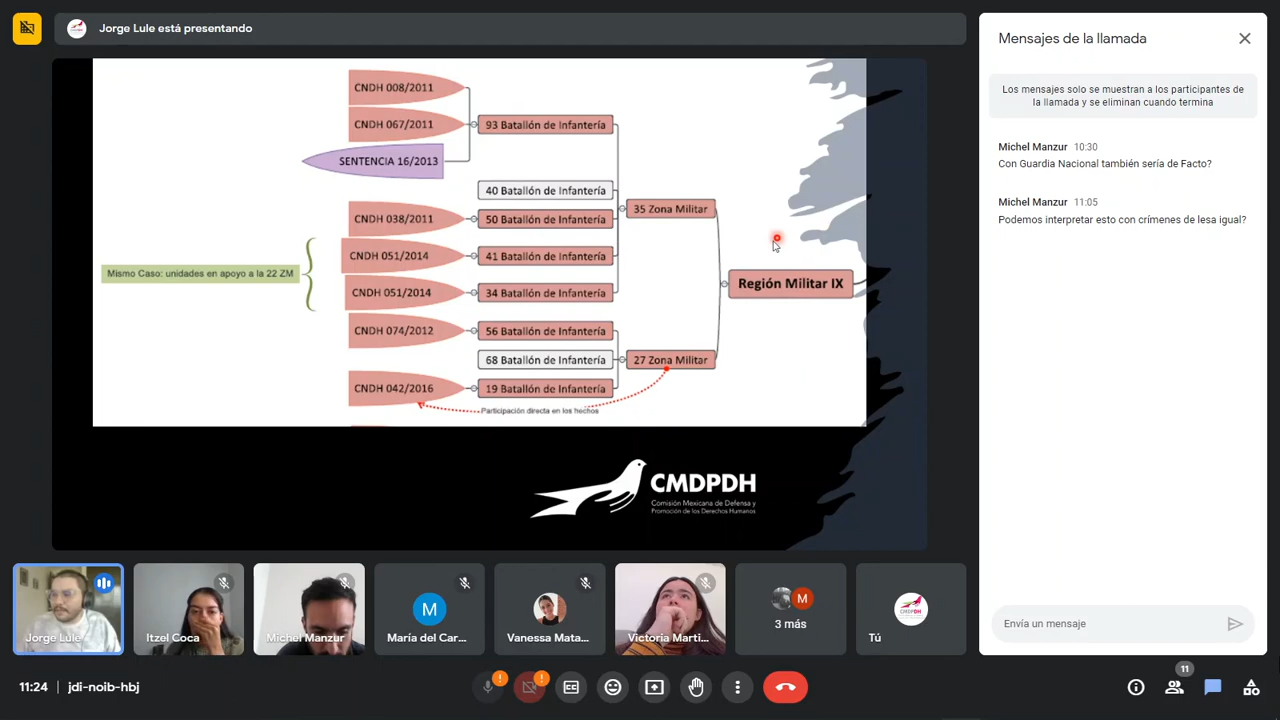 Jorge Lule está presentando
CNDH 008/2011
CNDH 067/2011
93 Batallón de Infantería
SENTENCIA 16/2013
40 Batallón de Infantería
35 Zona Militar
CNDH 038/2011
50 Batallón de Infantería
CNDH 051/2014
41 Batallón de Infantería
Mismo Caso: unidades en apoyo a la 22 ZM
Región Militar IX
CNDH 051/2014
34 Batallón de Infantería
CNDH 074/2012
56 Batallón de Infantería
68 Batallón de Infantería
27 Zona Militar
CNDH 042/2016
19 Batallón de Infantería
Participación directa en los hechos
CMDPDH
Comisión Mexicana de Defensa y
Promoción de los Derechos Humanos
Jorge Lule
Itzel Coca
Michel Manzur
M
María del Car...
Vanessa Mata...
Victoria Marti...
M
3 más
Tú
11:24 | jdi-noib-hbj
11
Mensajes de la llamada
Los mensajes solo se muestran a los participantes de
la llamada y se eliminan cuando termina
Michel Manzur 10:30
Con Guardia Nacional también sería de Facto?
Michel Manzur 11:05
Podemos interpretar esto con crímenes de lesa igual?
Envía un mensaje